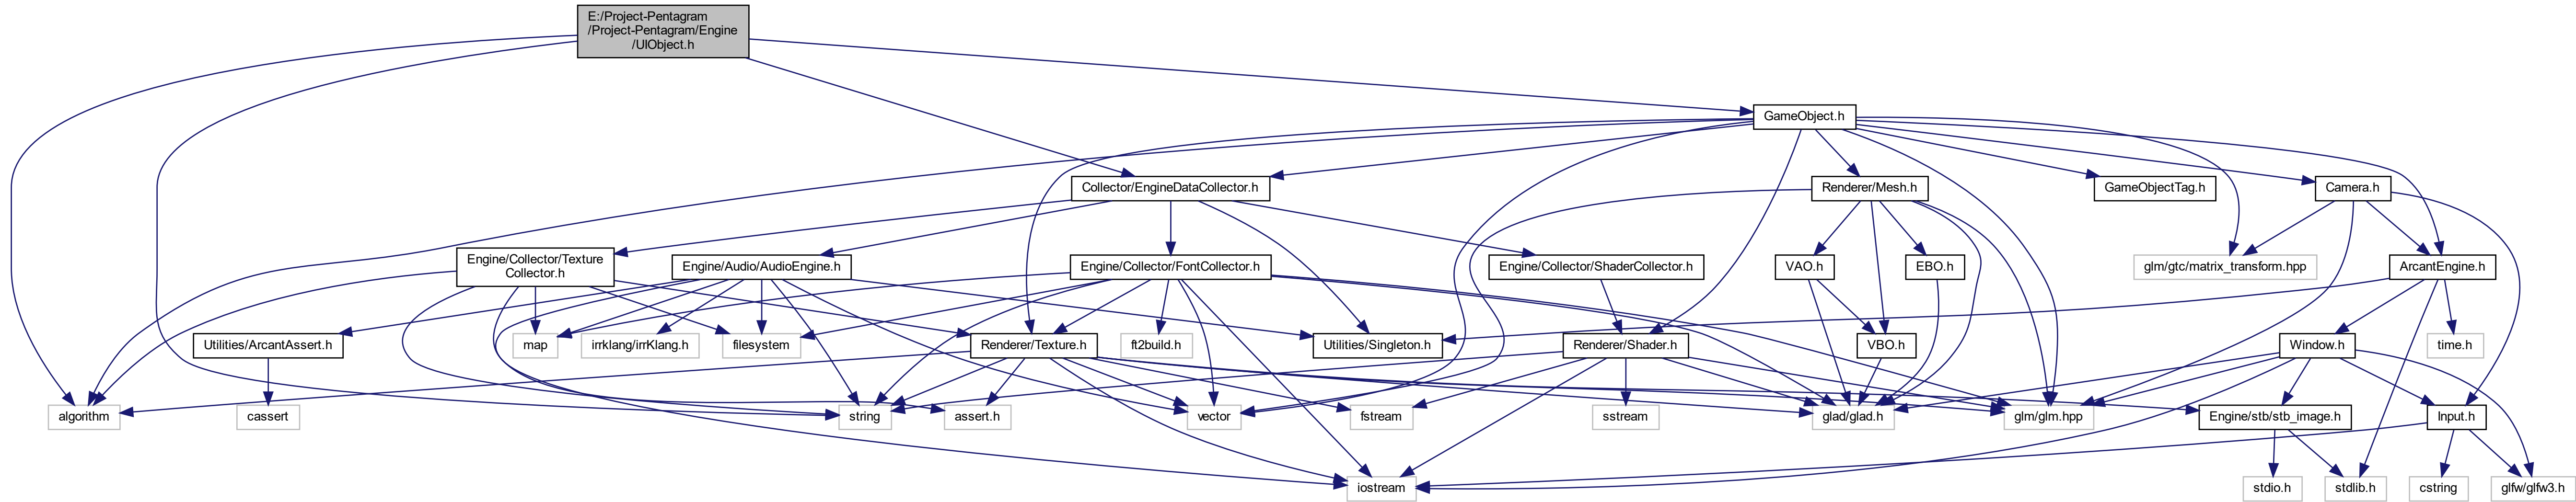 E:/Project-Pentagram
/Project-Pentagram/Engine
/UIObject.h
GameObject.h
Collector/EngineDataCollector.h
Renderer/Mesh.h
GameObjectTag.h
Camera.h
Engine/Collector/Texture
Collector.h
Engine/Audio/AudioEngine.h
Engine/Collector/FontCollector.h
Engine/Collector/ShaderCollector.h
VAO.h
EBO.h
glm/gtc/matrix_transform.hpp
ArcantEngine.h
Utilities/ArcantAssert.h
map
irrklang/irrKlang.h
filesystem
Renderer/Texture.h
ft2build.h
Utilities/Singleton.h
Renderer/Shader.h
VBO.h
Window.h
time.h
algorithm
cassert
string
assert.h
vector
fstream
sstream
glad/glad.h
glm/glm.hpp
Engine/stb/stb_image.h
Input.h
iostream
stdio.h
stdlib.h
cstring
glfw/glfw3.h